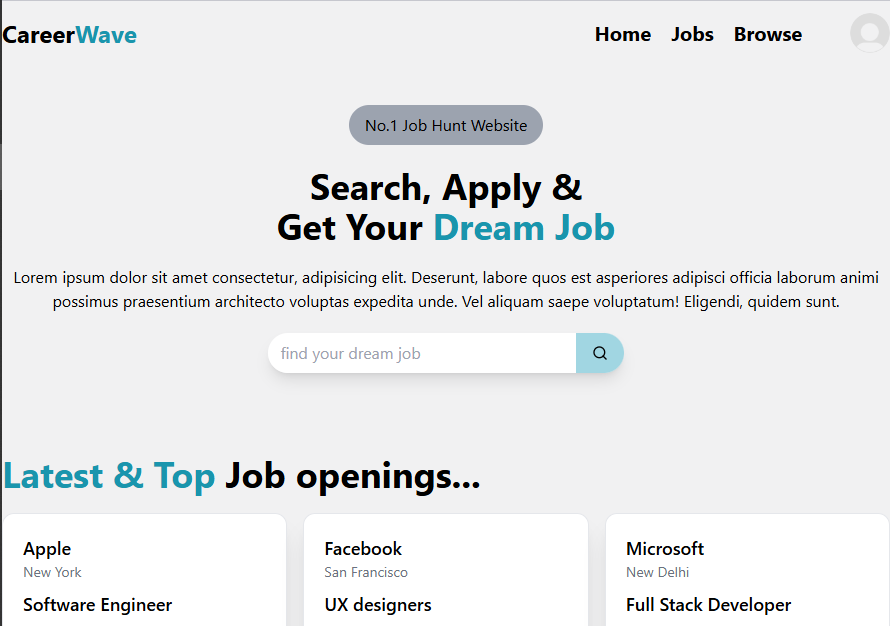 CareerWave
Home Jobs Browse
No.1 Job Hunt Website
Search, Apply &
Get Your Dream Job
Lorem ipsum dolor sit amet consectetur, adipisicing elit. Deserunt, labore quos est asperiores adipisci officia laborum animi
possimus praesentium architecto voluptas expedita unde. Vel aliquam saepe voluptatum! Eligendi, quidem sunt.
find your dream job
Latest & Top Job openings...
Apple
New York
Software Engineer
Facebook
San Francisco
UX designers
Microsoft
New Delhi
Full Stack Developer